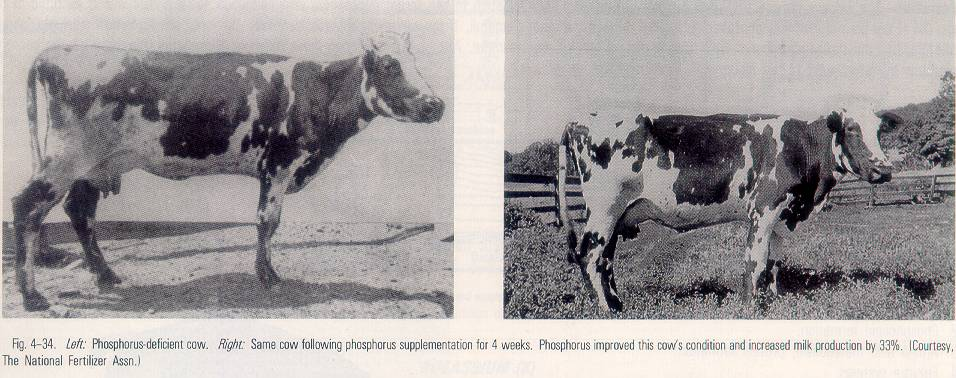 Fig. 4–34. Left: Phosphorus-deficient cow. Right: Same cow following phosphorus supplementation for 4 weeks. Phosphorus improved this cow's condition and increased milk production by 33%. (Courtesy,
The National Fertilizer Assn.)